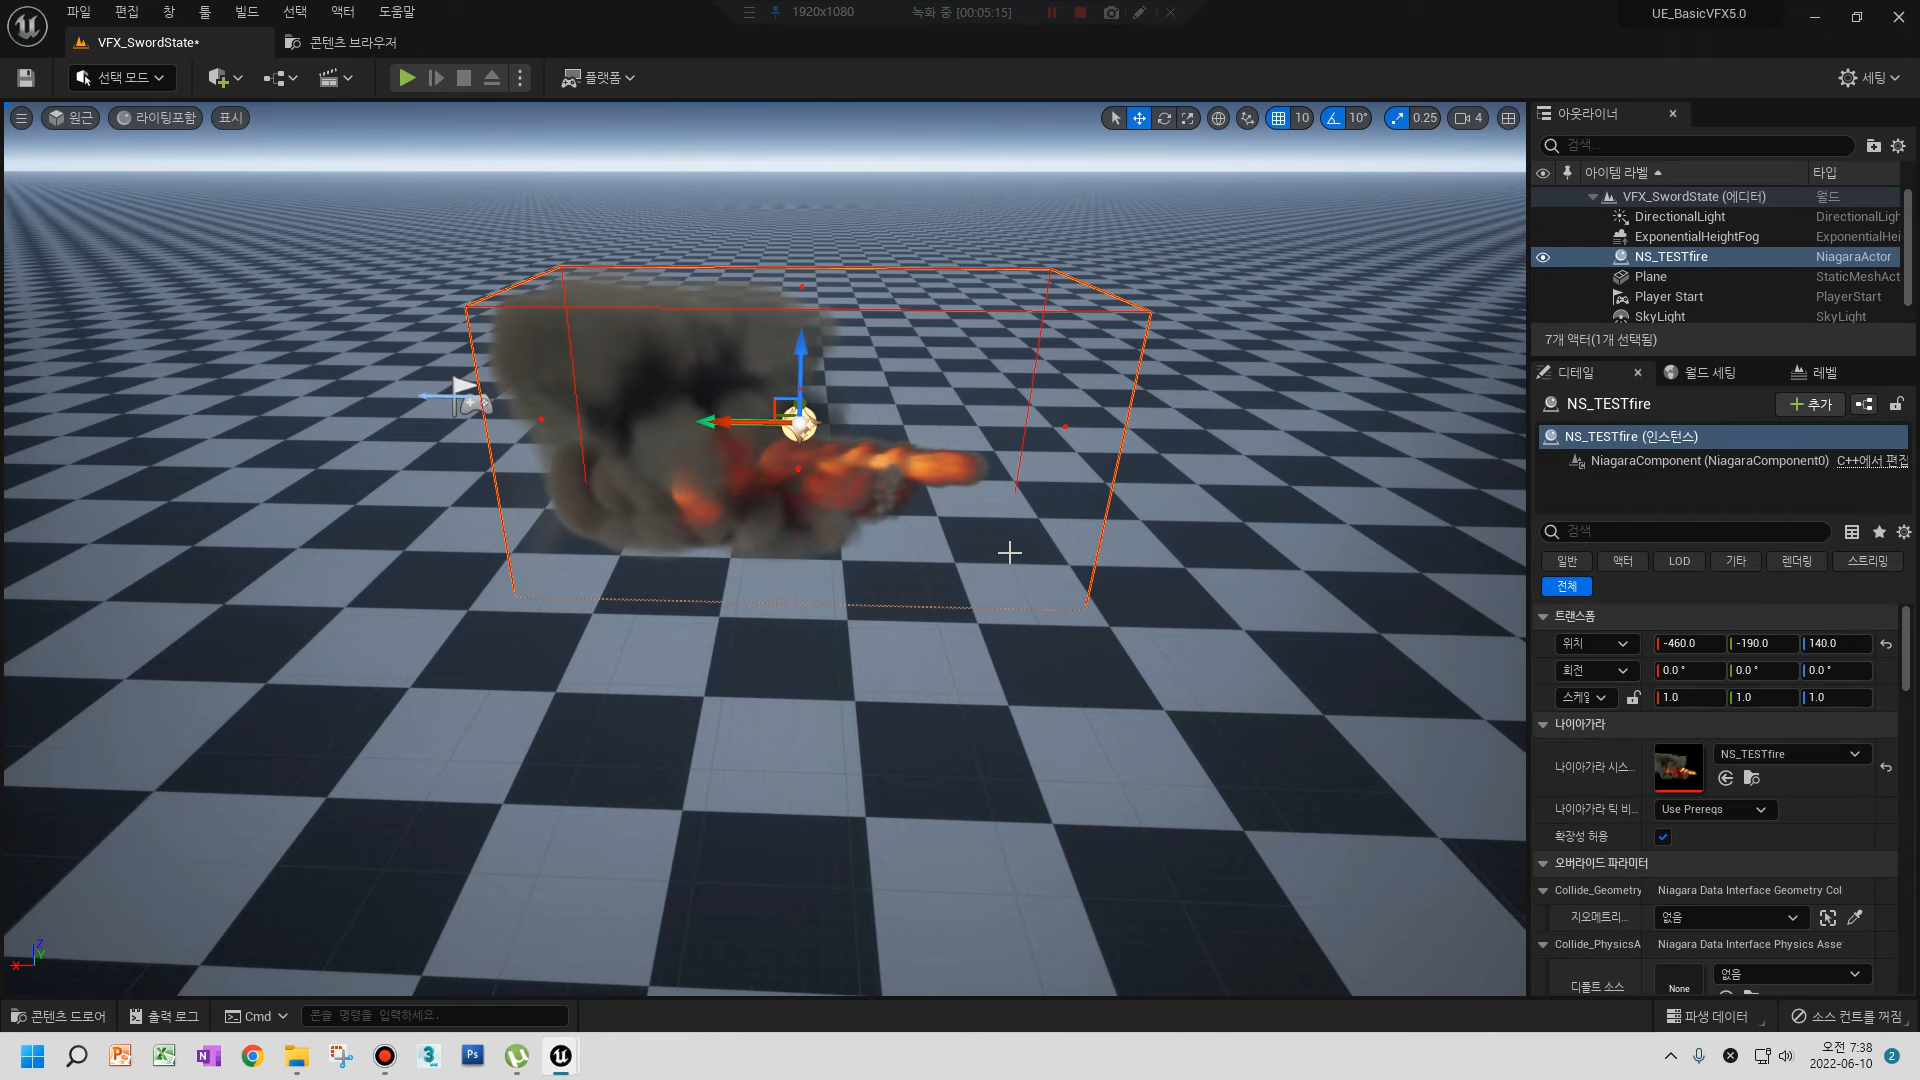 파일 편집 창 툴 빌드 선택 액터 도움말
1920x1080 녹화 중 [00:05:15]
UE_BasicVFX5.0
VFX_SwordState*
콘텐츠 브라우저
선택 모드
플랫폼
세팅
원근
라이팅포함
표시
10
10°
0.25
4
아웃라이너
검색...
아이템 라벨
타입
VFX_SwordState (에디터) 월드
DirectionalLight DirectionalLigh
ExponentialHeightFog ExponentialHei
NS_TESTfire NiagaraActor
Plane StaticMeshAct
Player Start PlayerStart
SkyLight SkyLight
7개 액터(1개 선택됨)
디테일
월드 세팅
레벨
NS_TESTfire
추가
NS_TESTfire (인스턴스)
NiagaraComponent (NiagaraComponent0) C++에서 편집
검색
일반 액터 LOD 기타 렌더링 스트리밍
전체
트랜스폼
위치 -460.0 -190.0 140.0
회전 0.0 ° 0.0 ° 0.0 °
스케일 1.0 1.0 1.0
나이아가라
나이아가라 시스...
NS_TESTfire
나이아가라 틱 비...
Use Prereqs
확장성 허용
오버라이드 파라미터
Collide_Geometry Niagara Data Interface Geometry Col
지오메트리... 없음
Collide_PhysicsA Niagara Data Interface Physics Asse
없음
디폴트 소스
None
Z
Y
X
콘텐츠 드로어
출력 로그
Cmd
콘솔 명령을 입력하세요.
파생 데이터
소스 컨트롤 꺼짐
3
Ps
오전 7:38
2022-06-10
2